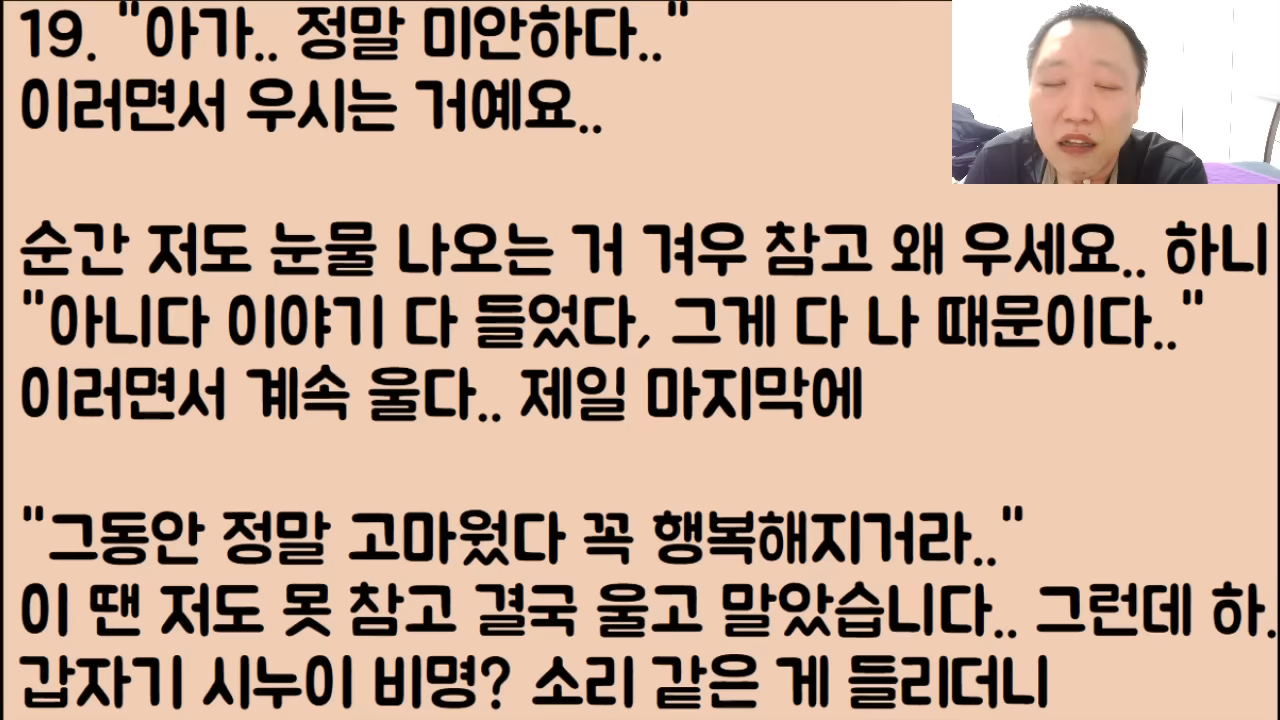 19. "아가.. 정말 미안하다.."
이러면서 우시는 거예요..
순간 저도 눈물 나오는 거 겨우 참고 왜 우세요.. 하니
"아니다 이야기 다 들었다, 그게 다 나 때문이다.."
이러면서 계속 울다.. 제일 마지막에
"그동안 정말 고마웠다 꼭 행복해지거라.."
이 땐 저도 못 참고 결국 울고 말았습니다.. 그런데 하.
갑자기 시누이 비명? 소리 같은 게 들리더니